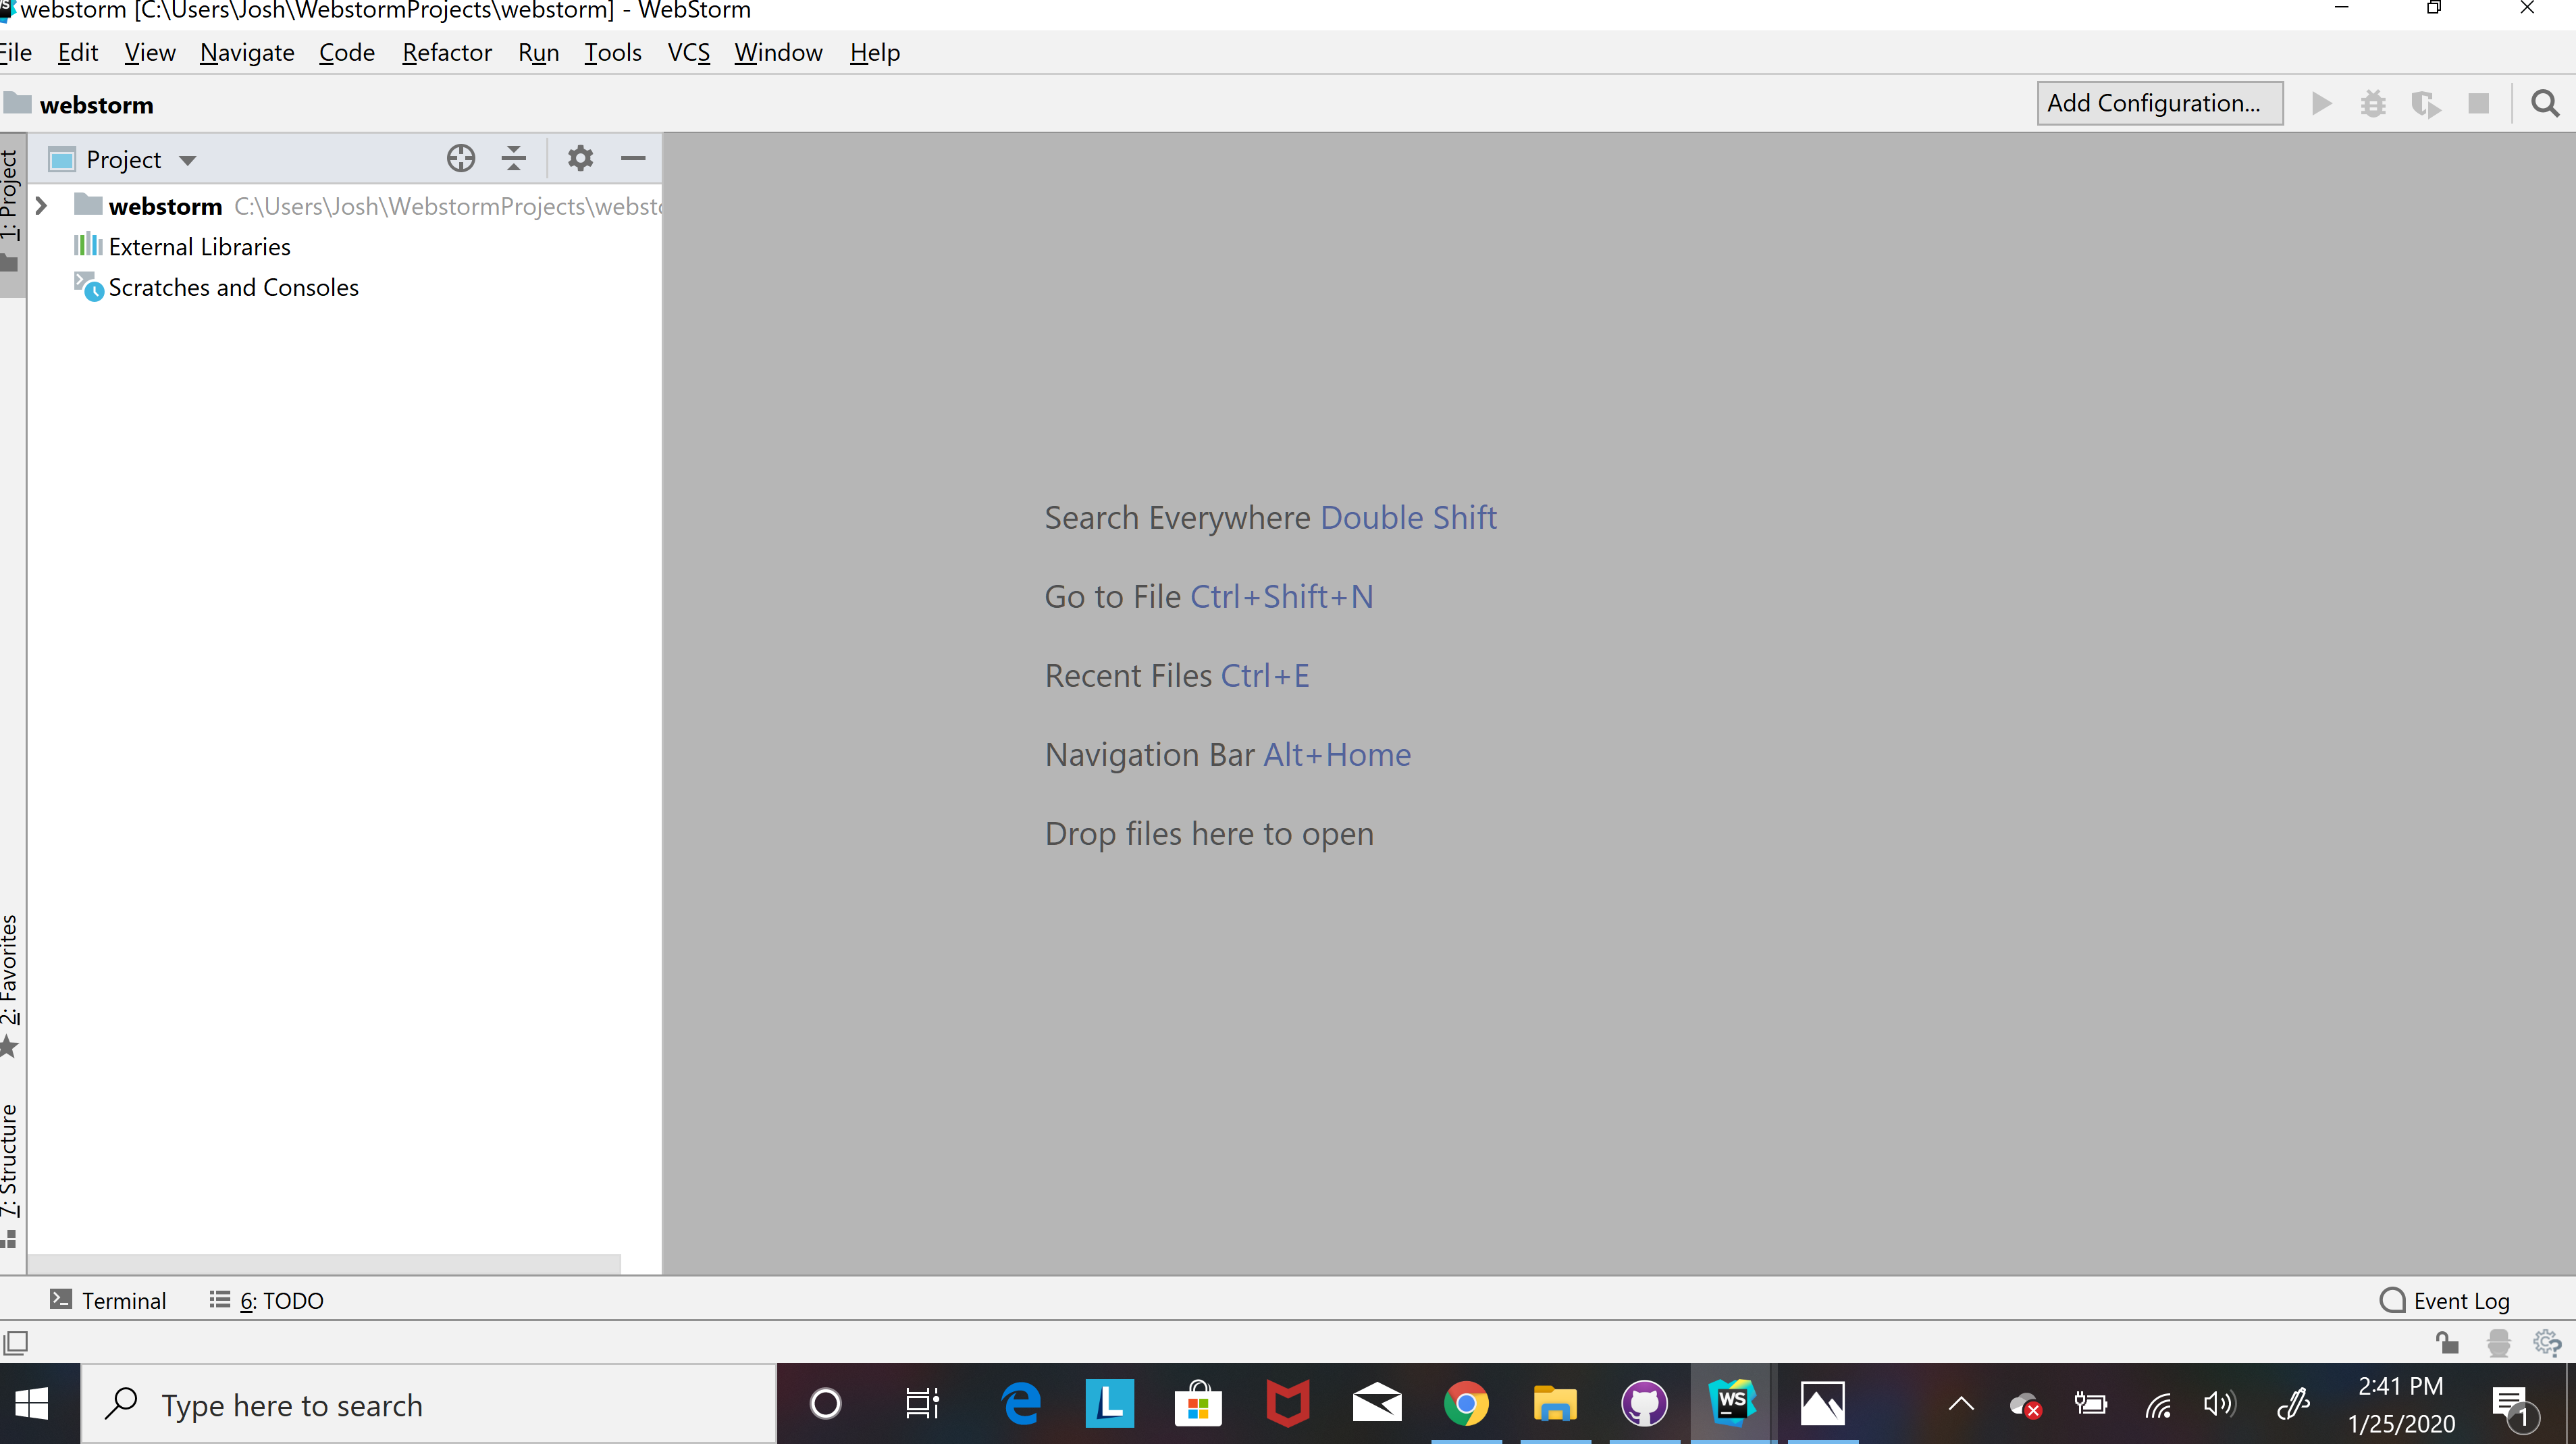 webstorm [C:\Users\Josh\WebstormProjects\webstorm] - WebStorm
File Edit View Navigate Code Refactor Run Tools VCS Window Help
webstorm
Add Configuration...
1: Project
Project
webstorm C:\Users\Josh\WebstormProjects\websto
External Libraries
Scratches and Consoles
Search Everywhere Double Shift
Go to File Ctrl+Shift+N
Recent Files Ctrl+E
Navigation Bar Alt+Home
Drop files here to open
2: Favorites
7: Structure
Terminal
6: TODO
Event Log
Type here to search
L
WS
2:41 PM
1/25/2020
1